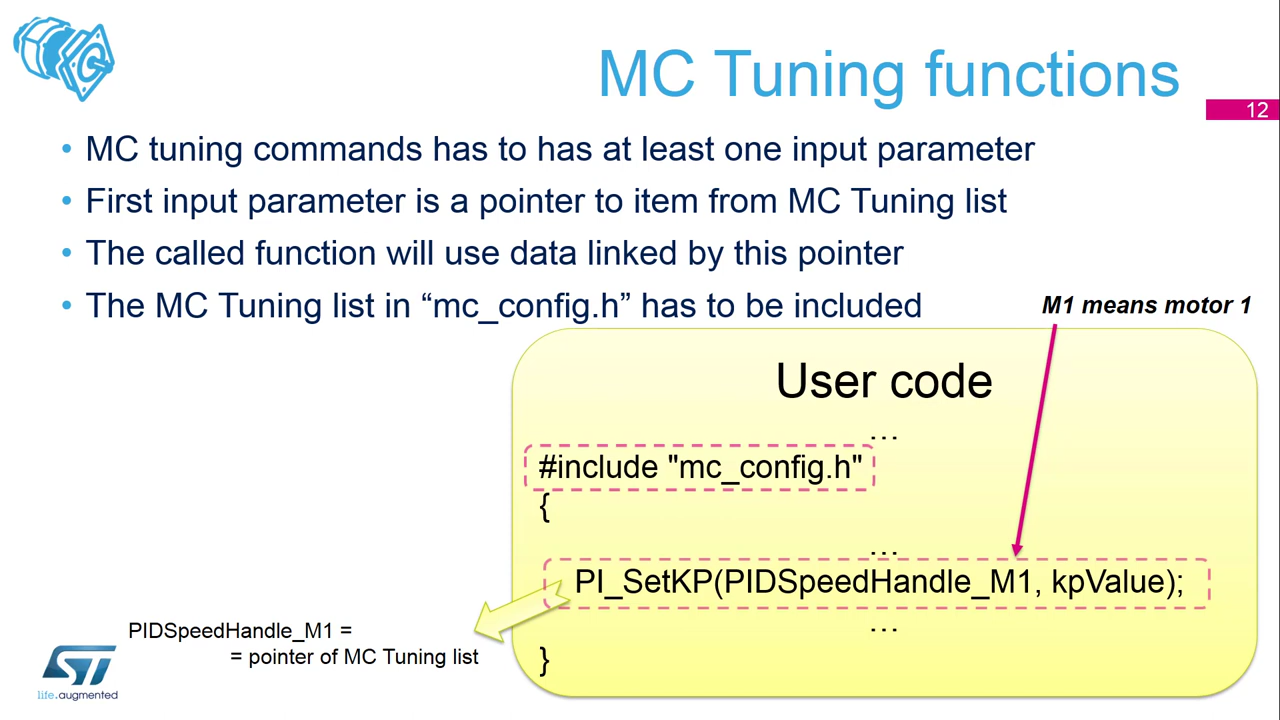 MC Tuning functions
12
• MC tuning commands has to has at least one input parameter
• First input parameter is a pointer to item from MC Tuning list
• The called function will use data linked by this pointer
• The MC Tuning list in “mc_config.h” has to be included
M1 means motor 1
User code
…
#include "mc_config.h"
{
…
PI_SetKP(PIDSpeedHandle_M1, kpValue);
…
}
PIDSpeedHandle_M1 =
= pointer of MC Tuning list
ST
life.augmented